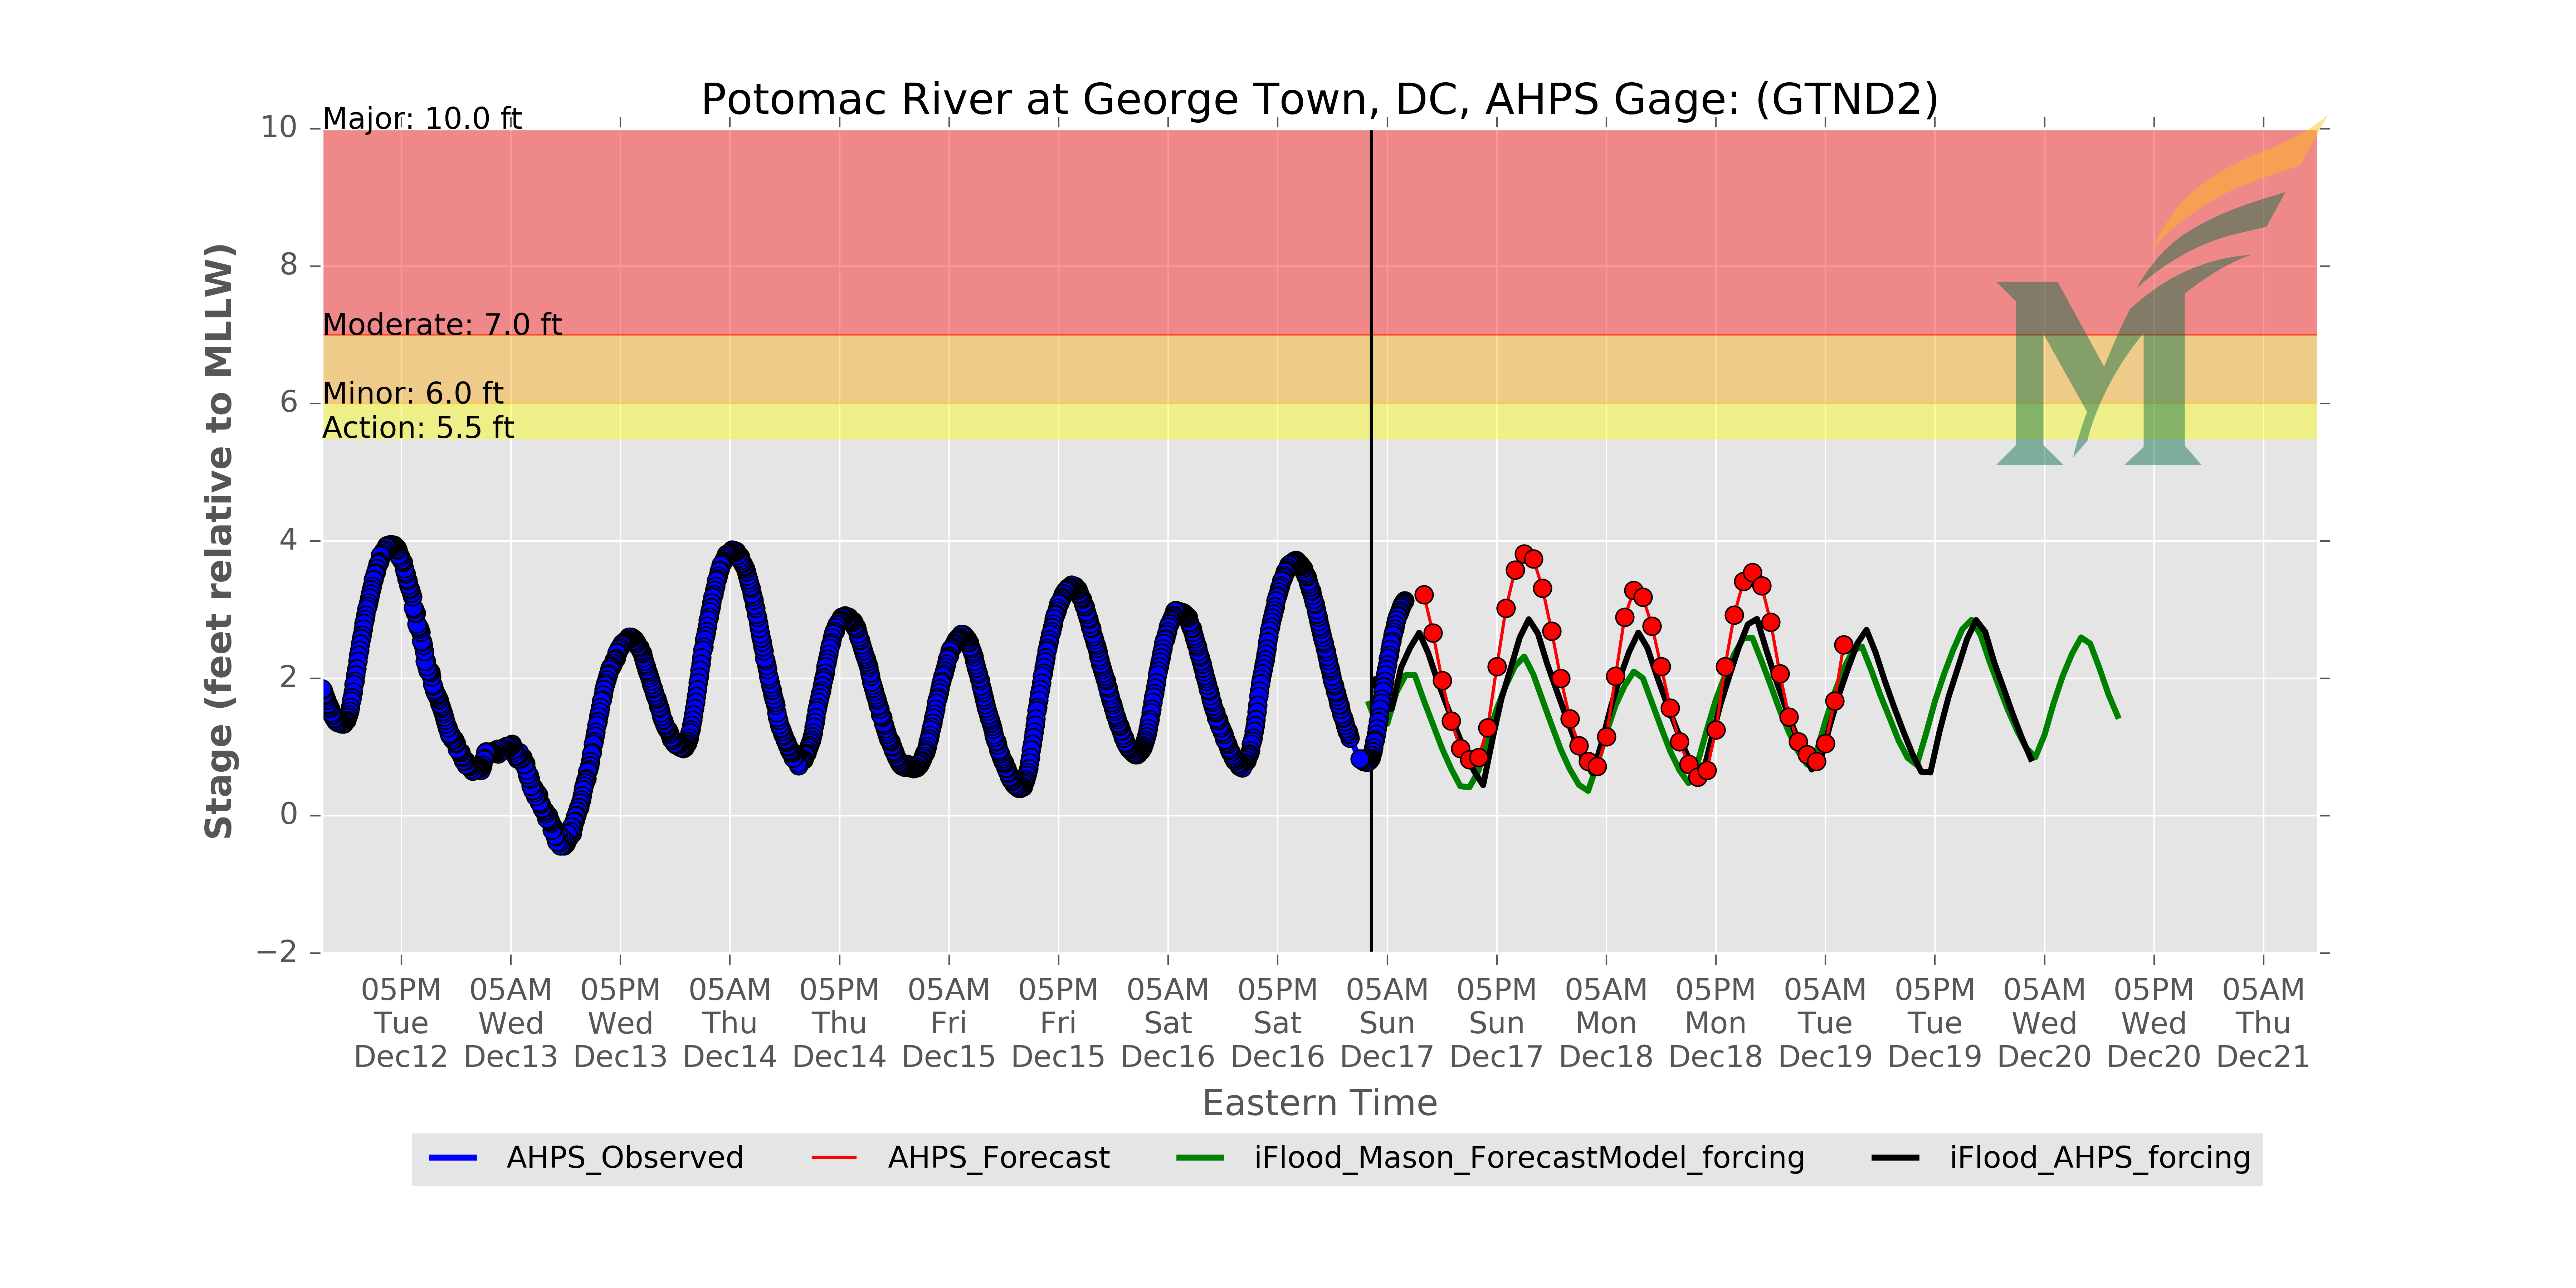 Potomac River at George Town, DC, AHPS Gage: (GTND2)
Major: 10.0 ft
Moderate: 7.0 ft
Minor: 6.0 ft
Action: 5.5 ft
Stage (feet relative to MLLW)
10
8
6
4
2
0
−2
05PM 05AM 05PM 05AM 05PM 05AM 05PM 05AM 05PM 05AM 05PM 05AM 05PM 05AM 05PM 05AM 05PM 05AM
Tue Wed Wed Thu Thu Fri Fri Sat Sat Sun Sun Mon Mon Tue Tue Wed Wed Thu
Dec12 Dec13 Dec13 Dec14 Dec14 Dec15 Dec15 Dec16 Dec16 Dec17 Dec17 Dec18 Dec18 Dec19 Dec19 Dec20 Dec20 Dec21
Eastern Time
AHPS_Observed AHPS_Forecast iFlood_Mason_ForecastModel_forcing iFlood_AHPS_forcing